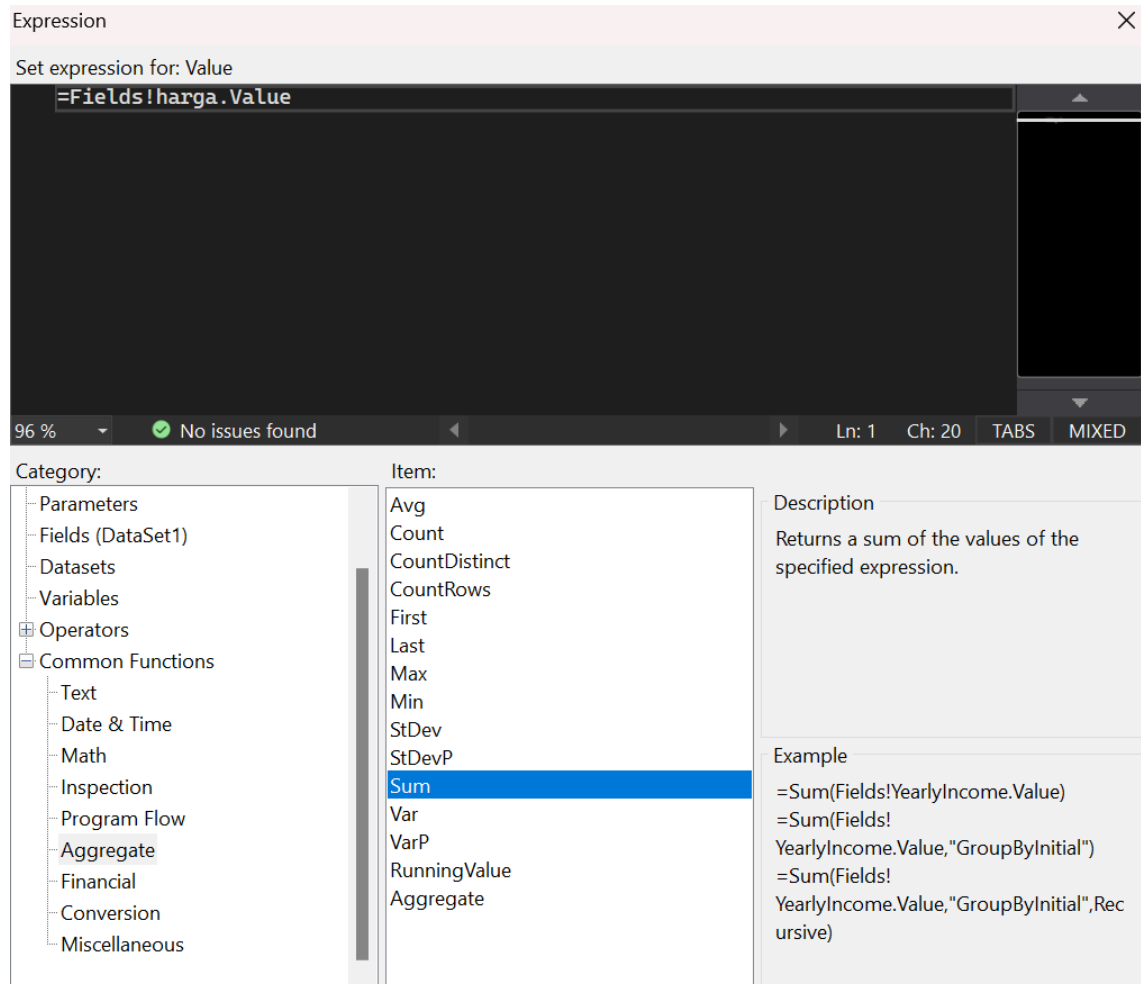 Expression
Set expression for: Value
=Fields!harga.Value
96 %
No issues found
Ln: 1
Ch: 20
TABS
MIXED
Category:
Parameters
Fields (DataSet1)
Datasets
Variables
Operators
Common Functions
Text
Date & Time
Math
Inspection
Program Flow
Aggregate
Financial
Conversion
Miscellaneous
Item:
Avg
Count
CountDistinct
CountRows
First
Last
Max
Min
StDev
StDevP
Sum
Var
VarP
RunningValue
Aggregate
Description
Returns a sum of the values of the
specified expression.
Example
=Sum(Fields!YearlyIncome.Value)
=Sum(Fields!
YearlyIncome.Value,"GroupByInitial")
=Sum(Fields!
YearlyIncome.Value,"GroupByInitial",Rec
ursive)